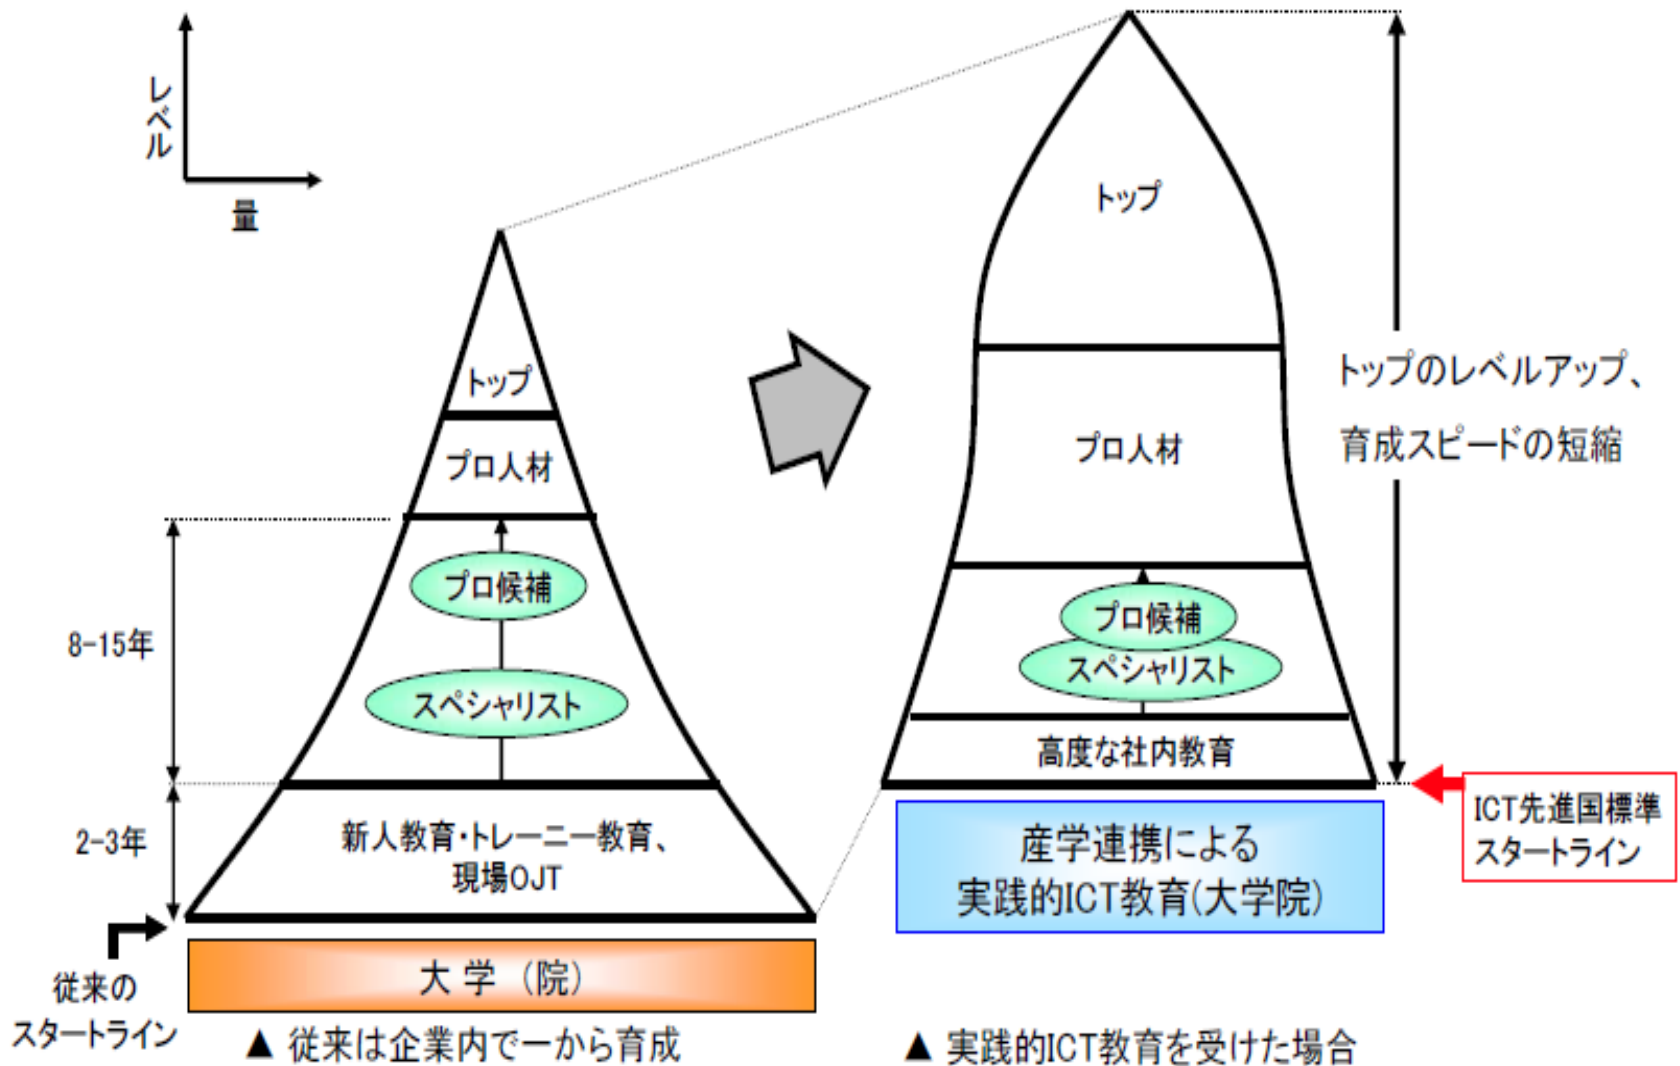 レベル
量
トップ
プロ人材
プロ候補
スペシャリスト
8-15年
2-3年
新人教育・トレーニー教育、
現場OJT
従来の
スタートライン
大 学 （院）
▲ 従来は企業内で一から育成
トップ
プロ人材
プロ候補
スペシャリスト
高度な社内教育
産学連携による
実践的ICT教育(大学院)
▲ 実践的ICT教育を受けた場合
トップのレベルアップ、
育成スピードの短縮
ICT先進国標準
スタートライン